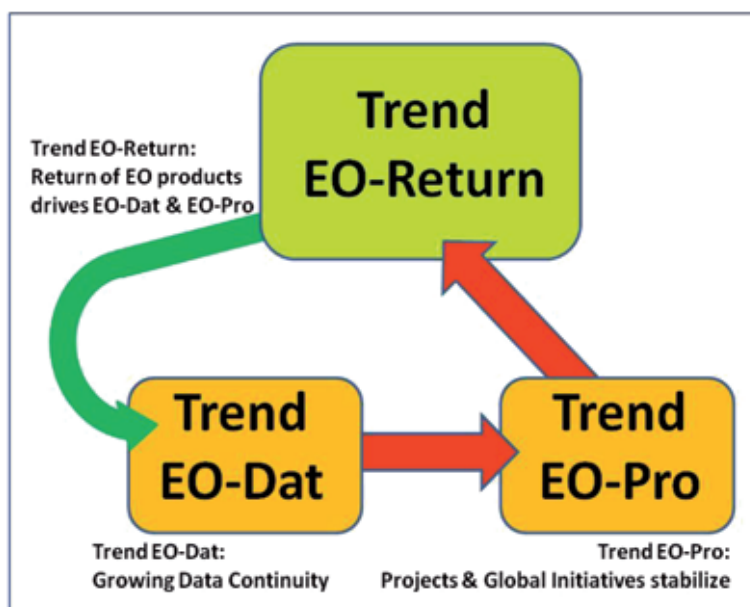 Trend
EO-Return
Trend EO-Return:
Return of EO products
drives EO-Dat & EO-Pro
Trend
EO-Dat
Trend
EO-Pro
Trend EO-Dat:
Growing Data Continuity
Trend EO-Pro:
Projects & Global Initiatives stabilize